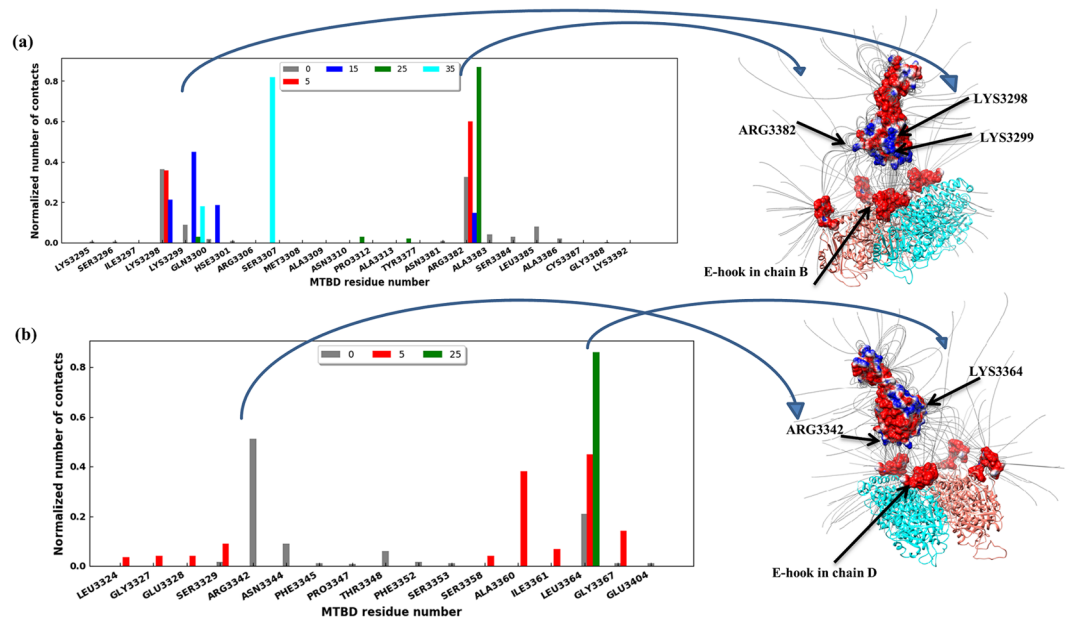 (a)
Normalized number of contacts
0.8
0.6
0.4
0.2
0.0
0 15 25 35
5
LYS3295
SER3296
ILE3297
LYS3298
LYS3299
GLN3300
HSE3301
ARG3306
SER3307
MET3308
ALA3309
ASN3310
PRO3312
ALA3313
TYR3377
ASN3381
ARG3382
ALA3383
SER3384
LEU3385
ALA3386
CYS3387
GLY3388
LYS3392
MTBD residue number
LYS3298
ARG3382
LYS3299
E-hook in chain B
(b)
Normalized number of contacts
0.8
0.6
0.4
0.2
0.0
0 5 25
LEU3324
GLY3327
GLU3328
SER3329
ARG3342
ASN3344
PHE3345
PRO3347
THR3348
PHE3352
SER3353
SER3358
ALA3360
ILE3361
LEU3364
GLY3367
GLU3404
MTBD residue number
LYS3364
ARG3342
E-hook in chain D